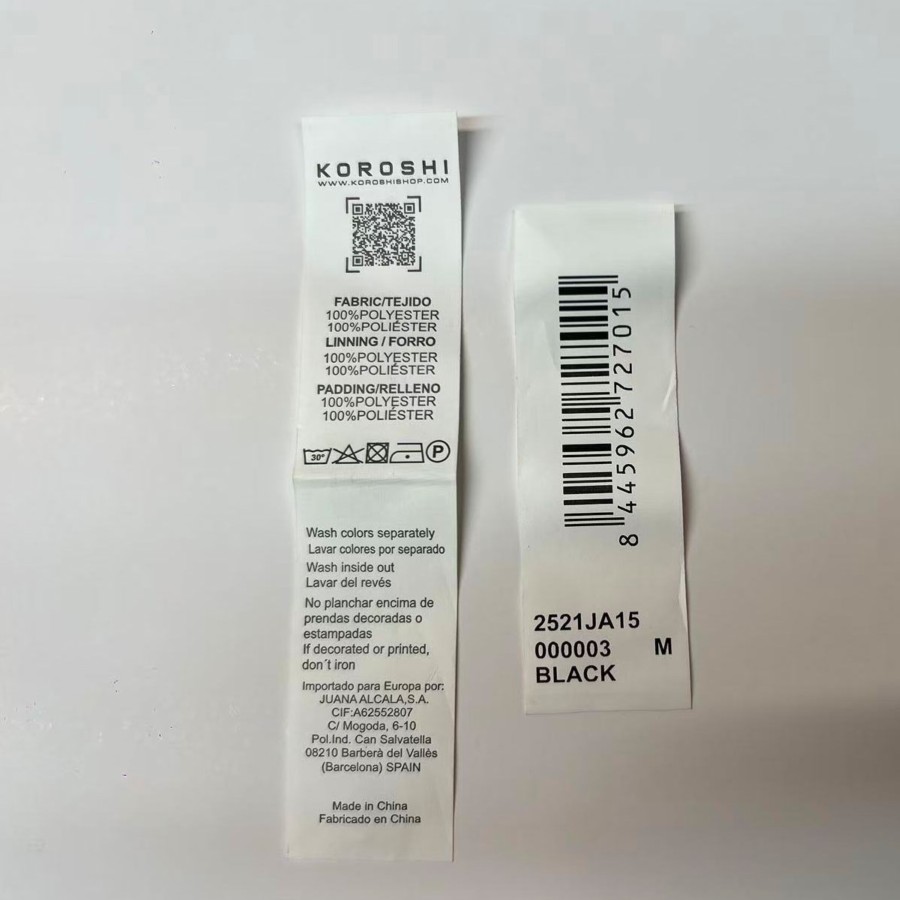 KOROSHI
WWW.KOROSHISHOP.COM
FABRIC/TEJIDO
100%POLYESTER
100%POLIÉSTER
LINNING / FORRO
100%POLYESTER
100%POLIÉSTER
PADDING/RELLENO
100%POLYESTER
100%POLIÉSTER
30° P
Wash colors separately
Lavar colores por separado
Wash inside out
Lavar del revés
No planchar encima de
prendas decoradas o
estampadas
If decorated or printed,
don´t iron
Importado para Europa por:
JUANA ALCALA,S.A.
CIF:A62552807
C/ Mogoda, 6-10
Pol.Ind. Can Salvatella
08210 Barberà del Vallés
(Barcelona) SPAIN
Made in China
Fabricado en China
8 445962 727015
2521JA15
000003 M
BLACK